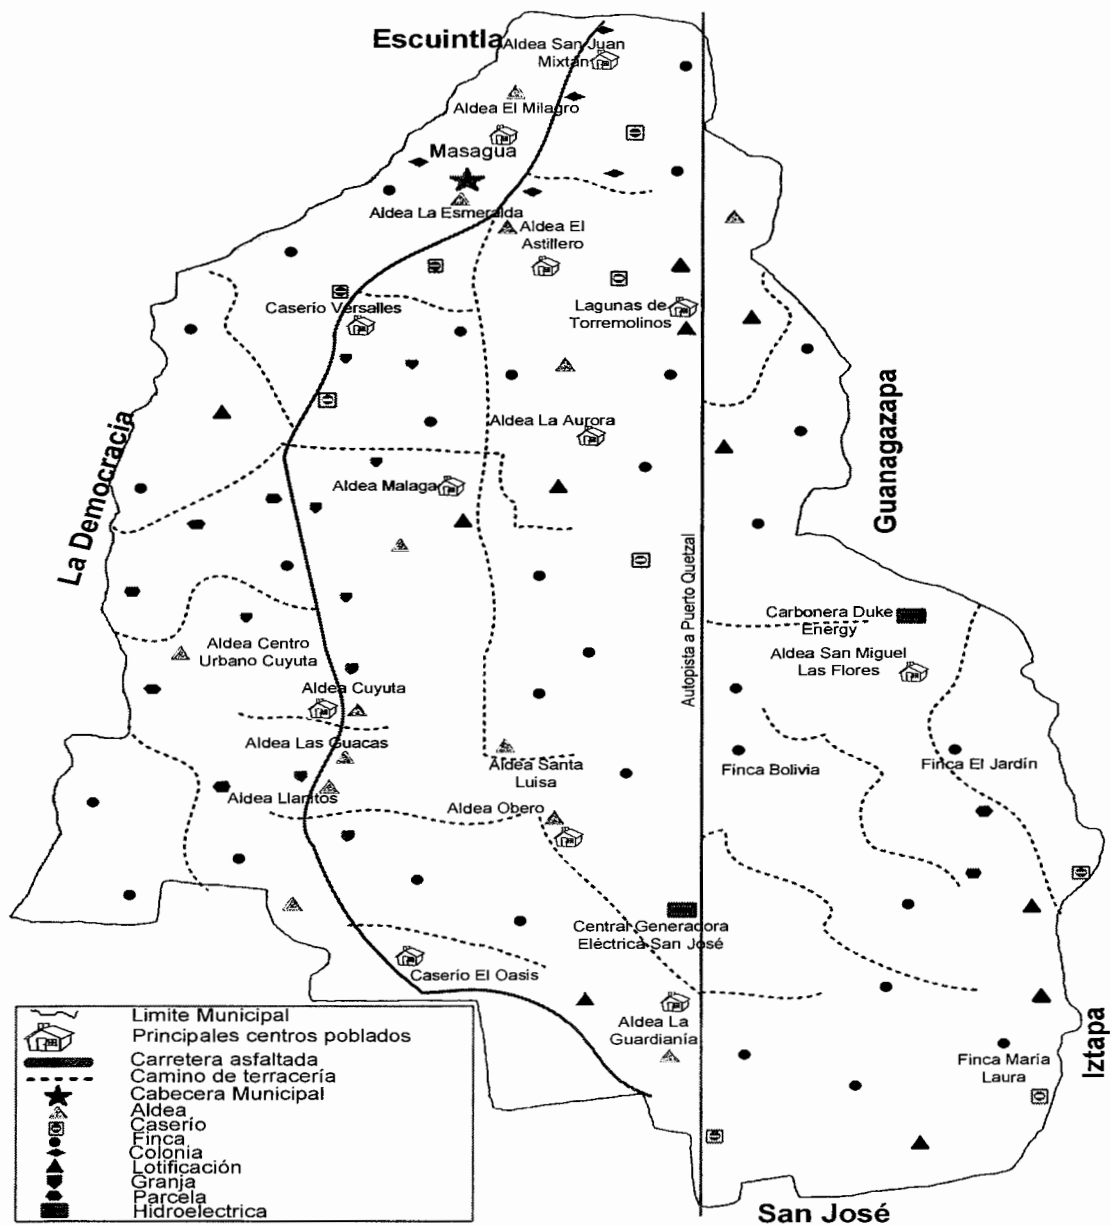 Escuintla
Aldea San Juan
Mixtán
Aldea El Milagro
Masagua
Aldea La Esmeralda
Aldea El
Astillero
Caserío Versalles
Lagunas de
Torremolinos
La Democracia
Guanagazapa
Aldea La Aurora
Aldea Malaga
Autopista a Puerto Quetzal
Carbonera Duke
Energy
Aldea Centro
Urbano Cuyuta
Aldea San Miguel
Las Flores
Aldea Cuyuta
Aldea Las Guacas
Aldea Santa
Luisa
Finca Bolivia
Finca El Jardín
Aldea Llanitos
Aldea Obero
Central Generadora
Eléctrica San José
Caserío El Oasis
Aldea La
Guardianía
Iztapa
Finca María
Laura
Limite Municipal
Principales centros poblados
Carretera asfaltada
Camino de terracería
Cabecera Municipal
Aldea
Caserío
Finca
Colonia
Lotificación
Granja
Parcela
Hidroelectrica
San José